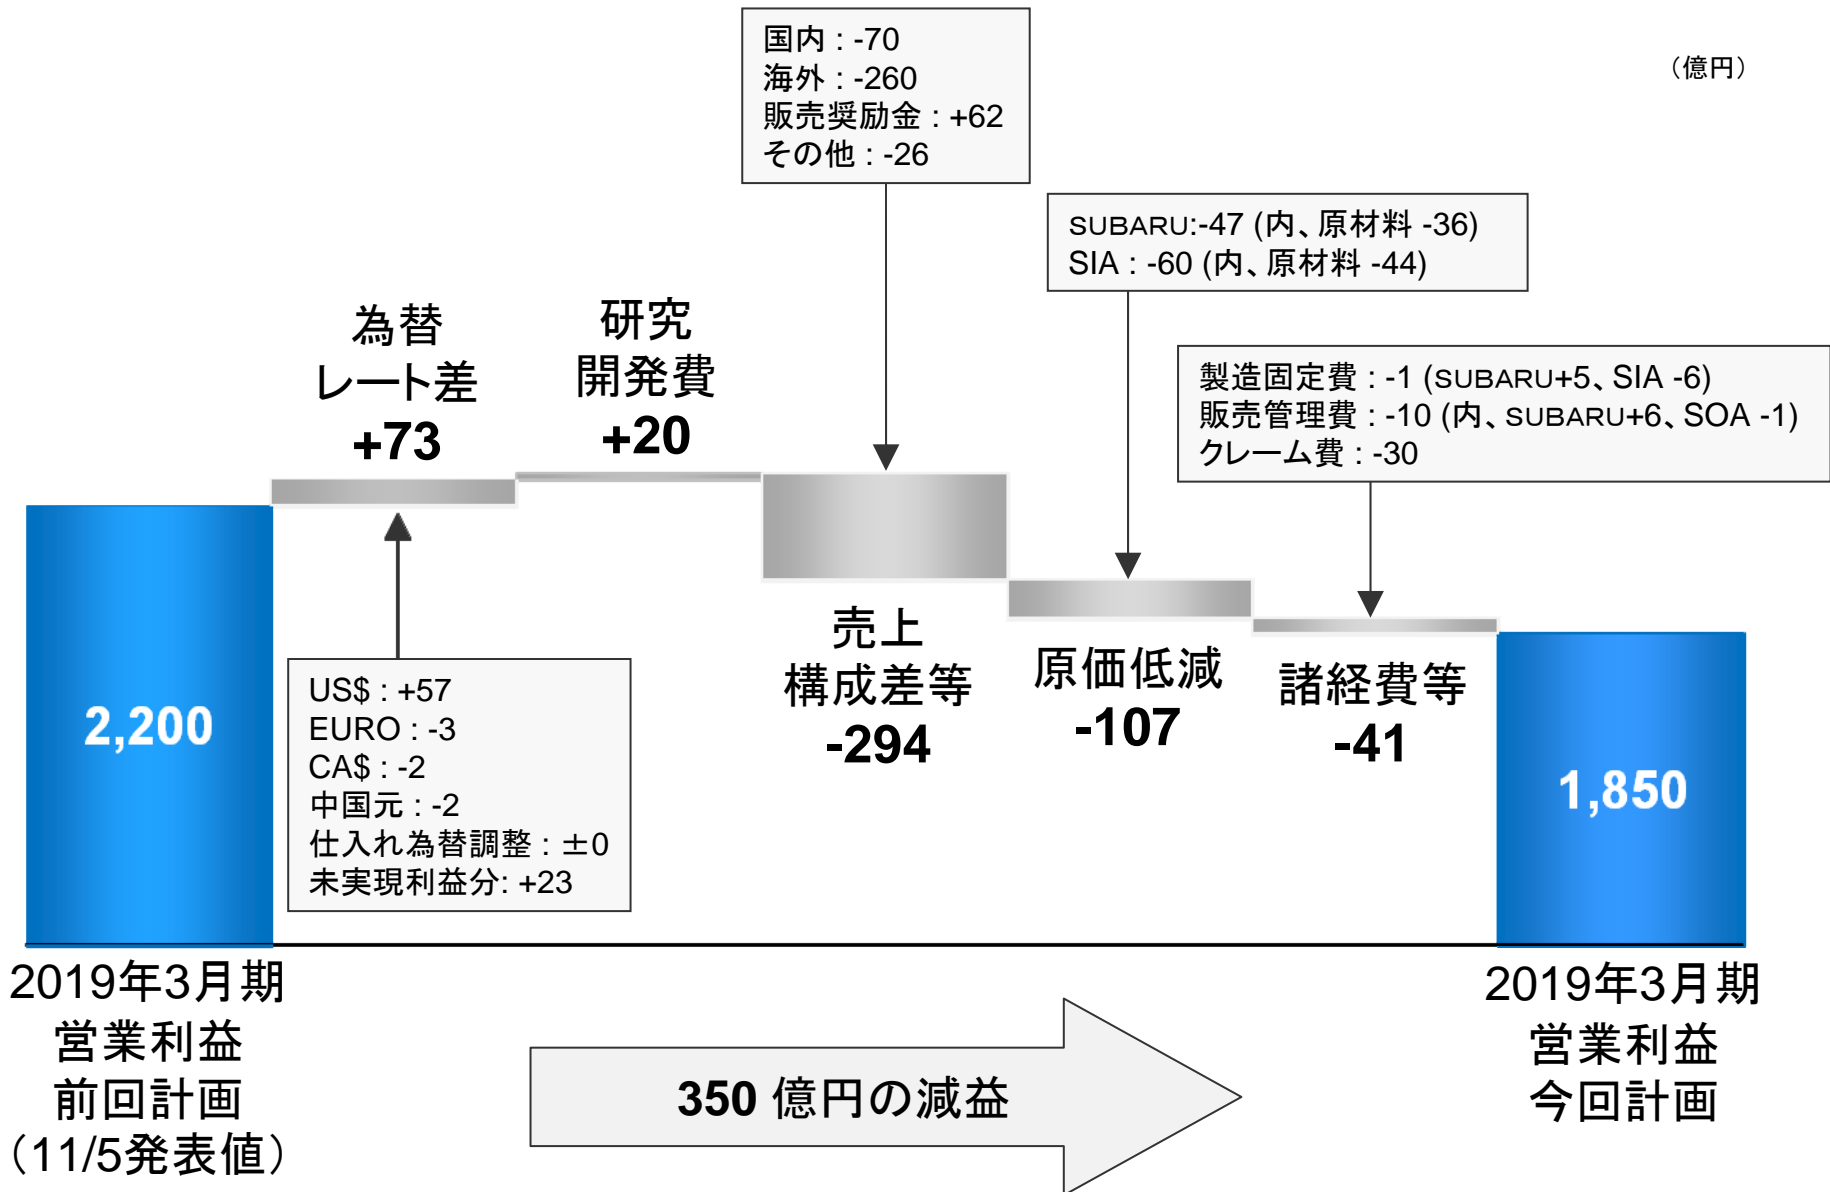 （億円）
国内 : -70
海外 : -260
販売奨励金 : +62
その他 : -26
SUBARU:-47 (内、原材料 -36)
SIA : -60 (内、原材料 -44)
製造固定費 : -1 (SUBARU+5、SIA -6)
販売管理費 : -10 (内、SUBARU+6、SOA -1)
クレーム費 : -30
為替
レート差
+73
研究
開発費
+20
売上
構成差等
-294
原価低減
-107
諸経費等
-41
US$ : +57
EURO : -3
CA$ : -2
中国元 : -2
仕入れ為替調整 : ±0
未実現利益分: +23
2,200
1,850
2019年3月期
営業利益
前回計画
（11/5発表値）
350 億円の減益
2019年3月期
営業利益
今回計画